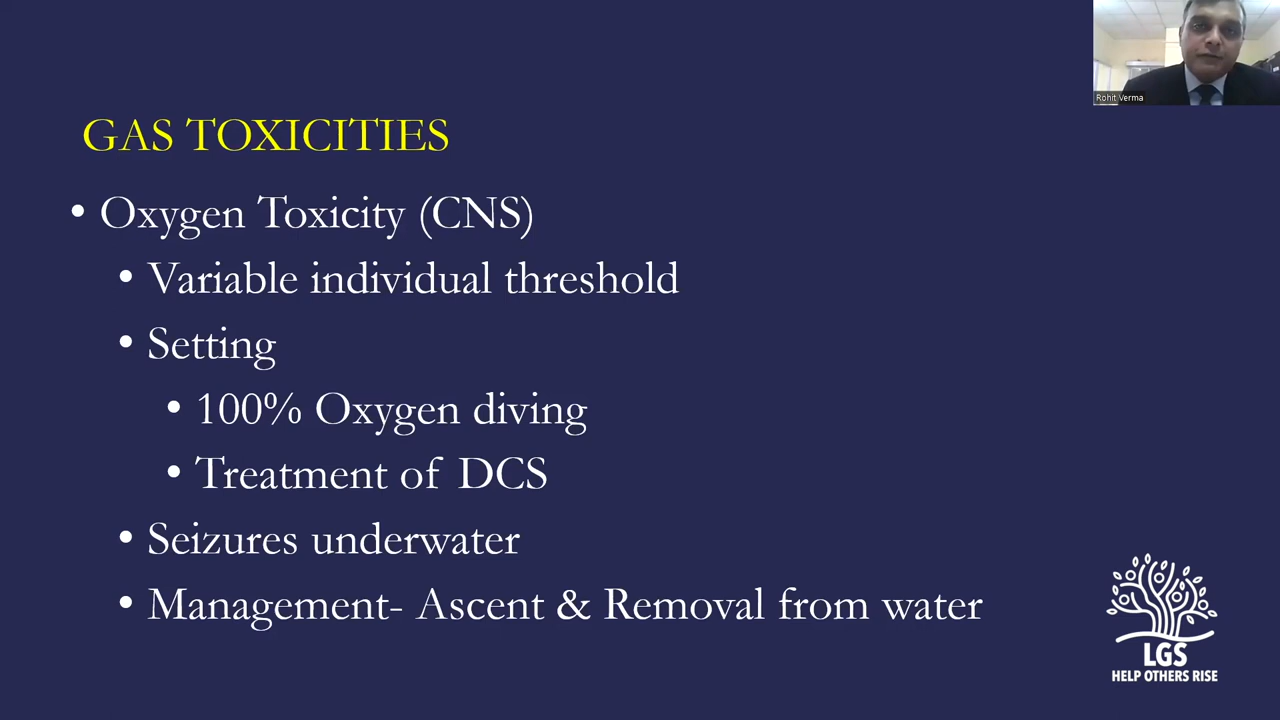 Rohit Verma
GAS TOXICITIES
• Oxygen Toxicity (CNS)
• Variable individual threshold
• Setting
• 100% Oxygen diving
• Treatment of DCS
• Seizures underwater
• Management- Ascent & Removal from water
LGS
HELP OTHERS RISE